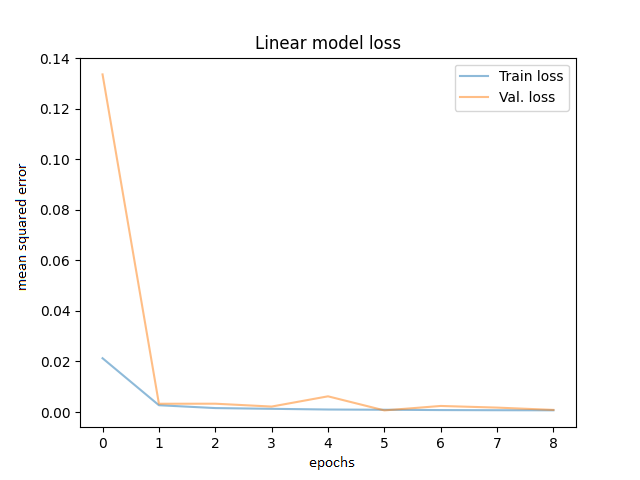 Linear model loss
Train loss
Val. loss
0.14
0.12
0.10
0.08
0.06
0.04
0.02
0.00
mean squared error
0 1 2 3 4 5 6 7 8
epochs